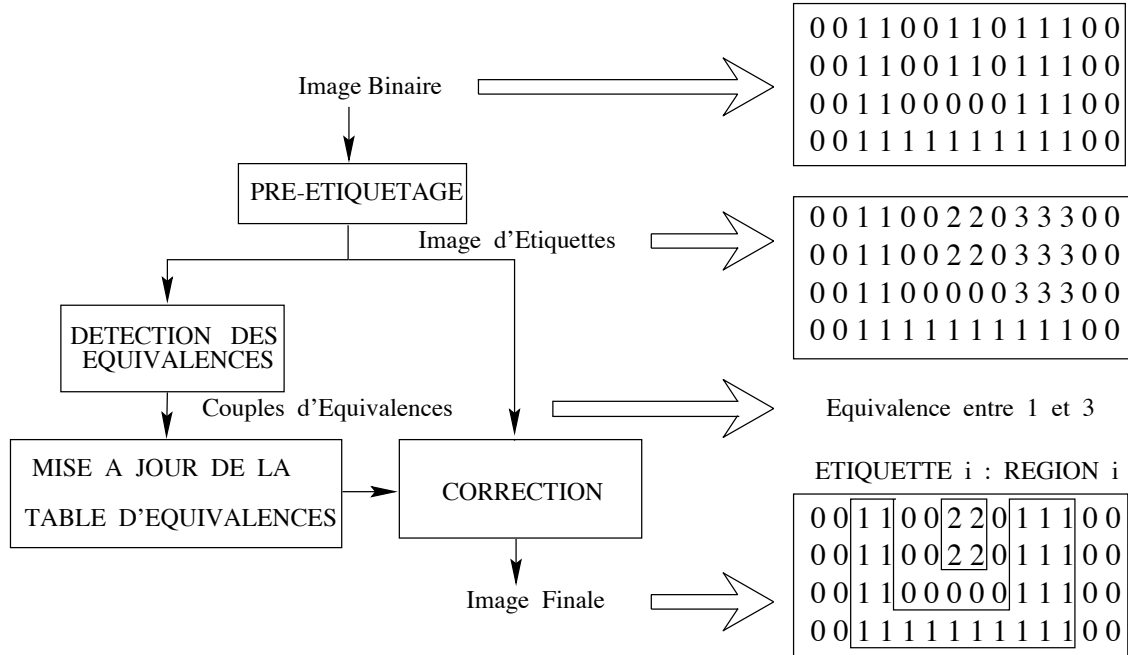 Image Binaire
0 0 1 1 0 0 1 1 0 1 1 1 0 0
0 0 1 1 0 0 1 1 0 1 1 1 0 0
0 0 1 1 0 0 0 0 0 1 1 1 0 0
0 0 1 1 1 1 1 1 1 1 1 1 0 0
PRE-ETIQUETAGE
Image d'Etiquettes
0 0 1 1 0 0 2 2 0 3 3 3 0 0
0 0 1 1 0 0 2 2 0 3 3 3 0 0
0 0 1 1 0 0 0 0 0 3 3 3 0 0
0 0 1 1 1 1 1 1 1 1 1 1 0 0
DETECTION DES
EQUIVALENCES
Couples d'Equivalences
Equivalence entre 1 et 3
MISE A JOUR DE LA
TABLE D'EQUIVALENCES
CORRECTION
ETIQUETTE i : REGION i
Image Finale
0 0 1 1 0 0 2 2 0 1 1 1 0 0
0 0 1 1 0 0 2 2 0 1 1 1 0 0
0 0 1 1 0 0 0 0 0 1 1 1 0 0
0 0 1 1 1 1 1 1 1 1 1 1 0 0